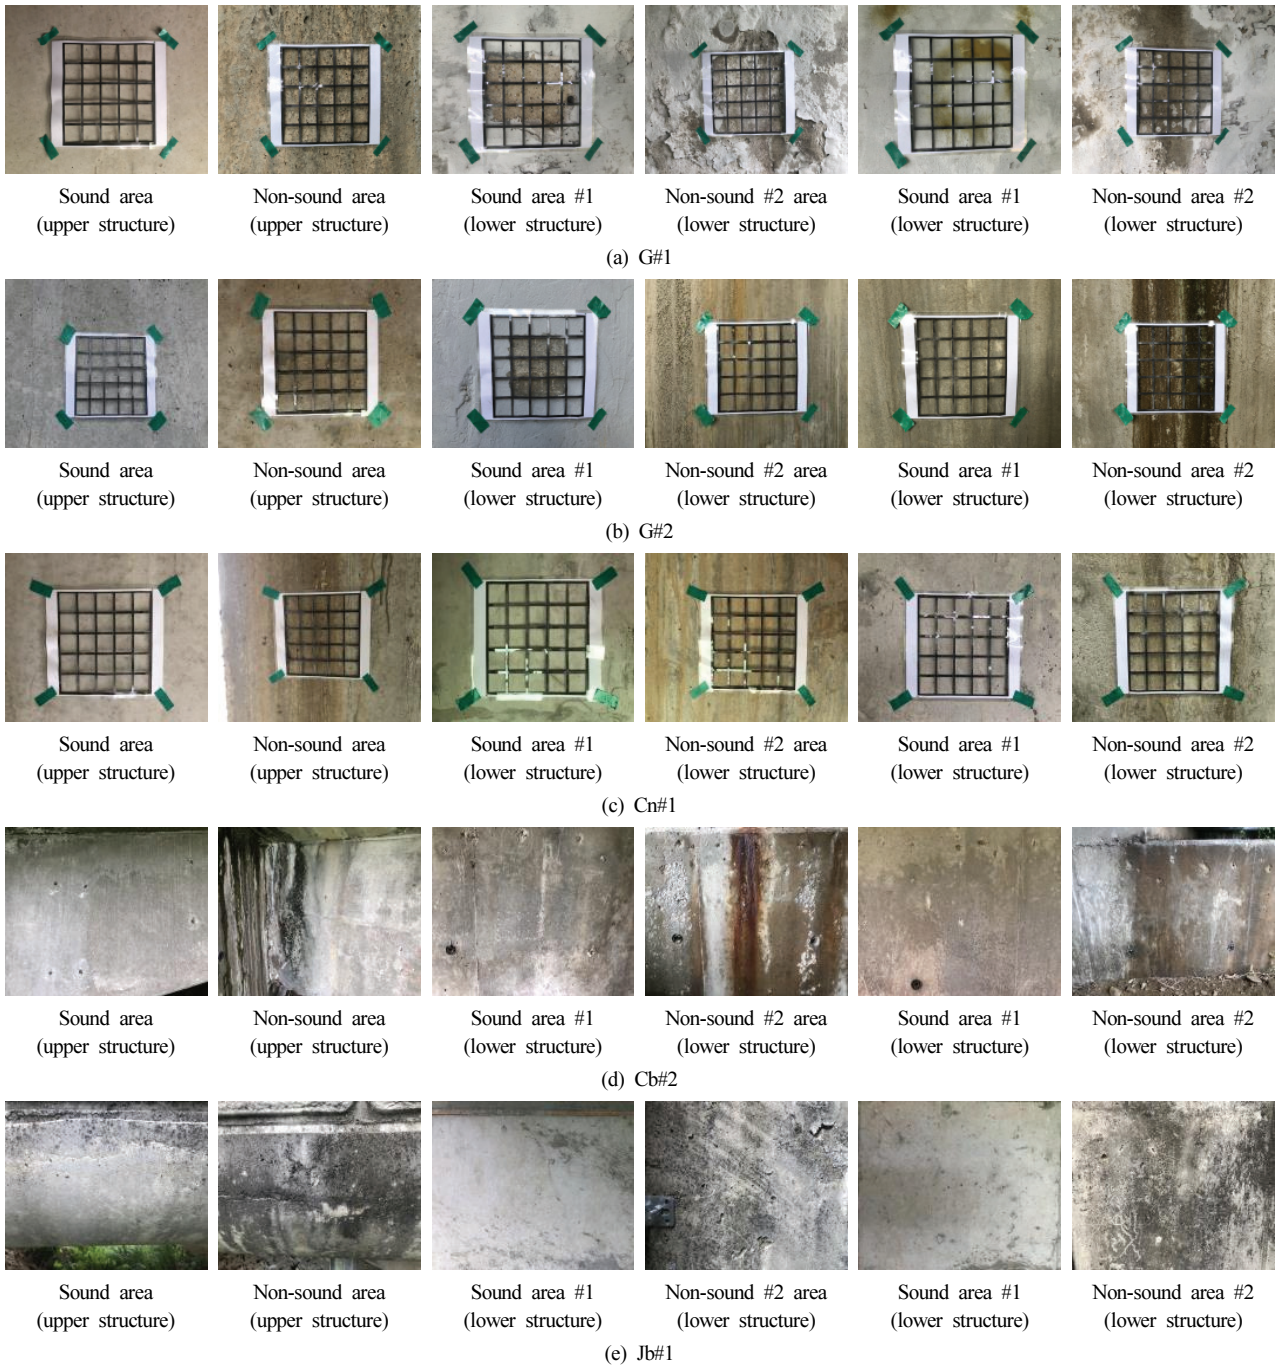 Sound area
(upper structure)
Non-sound area
(upper structure)
Sound area #1
(lower structure)
Non-sound #2 area
(lower structure)
Sound area #1
(lower structure)
Non-sound area #2
(lower structure)
(a) G#1
Sound area
(upper structure)
Non-sound area
(upper structure)
Sound area #1
(lower structure)
Non-sound #2 area
(lower structure)
Sound area #1
(lower structure)
Non-sound area #2
(lower structure)
(b) G#2
Sound area
(upper structure)
Non-sound area
(upper structure)
Sound area #1
(lower structure)
Non-sound #2 area
(lower structure)
Sound area #1
(lower structure)
Non-sound area #2
(lower structure)
(c) Cn#1
Sound area
(upper structure)
Non-sound area
(upper structure)
Sound area #1
(lower structure)
Non-sound #2 area
(lower structure)
Sound area #1
(lower structure)
Non-sound area #2
(lower structure)
(d) Cb#2
Sound area
(upper structure)
Non-sound area
(upper structure)
Sound area #1
(lower structure)
Non-sound #2 area
(lower structure)
Sound area #1
(lower structure)
Non-sound area #2
(lower structure)
(e) Jb#1